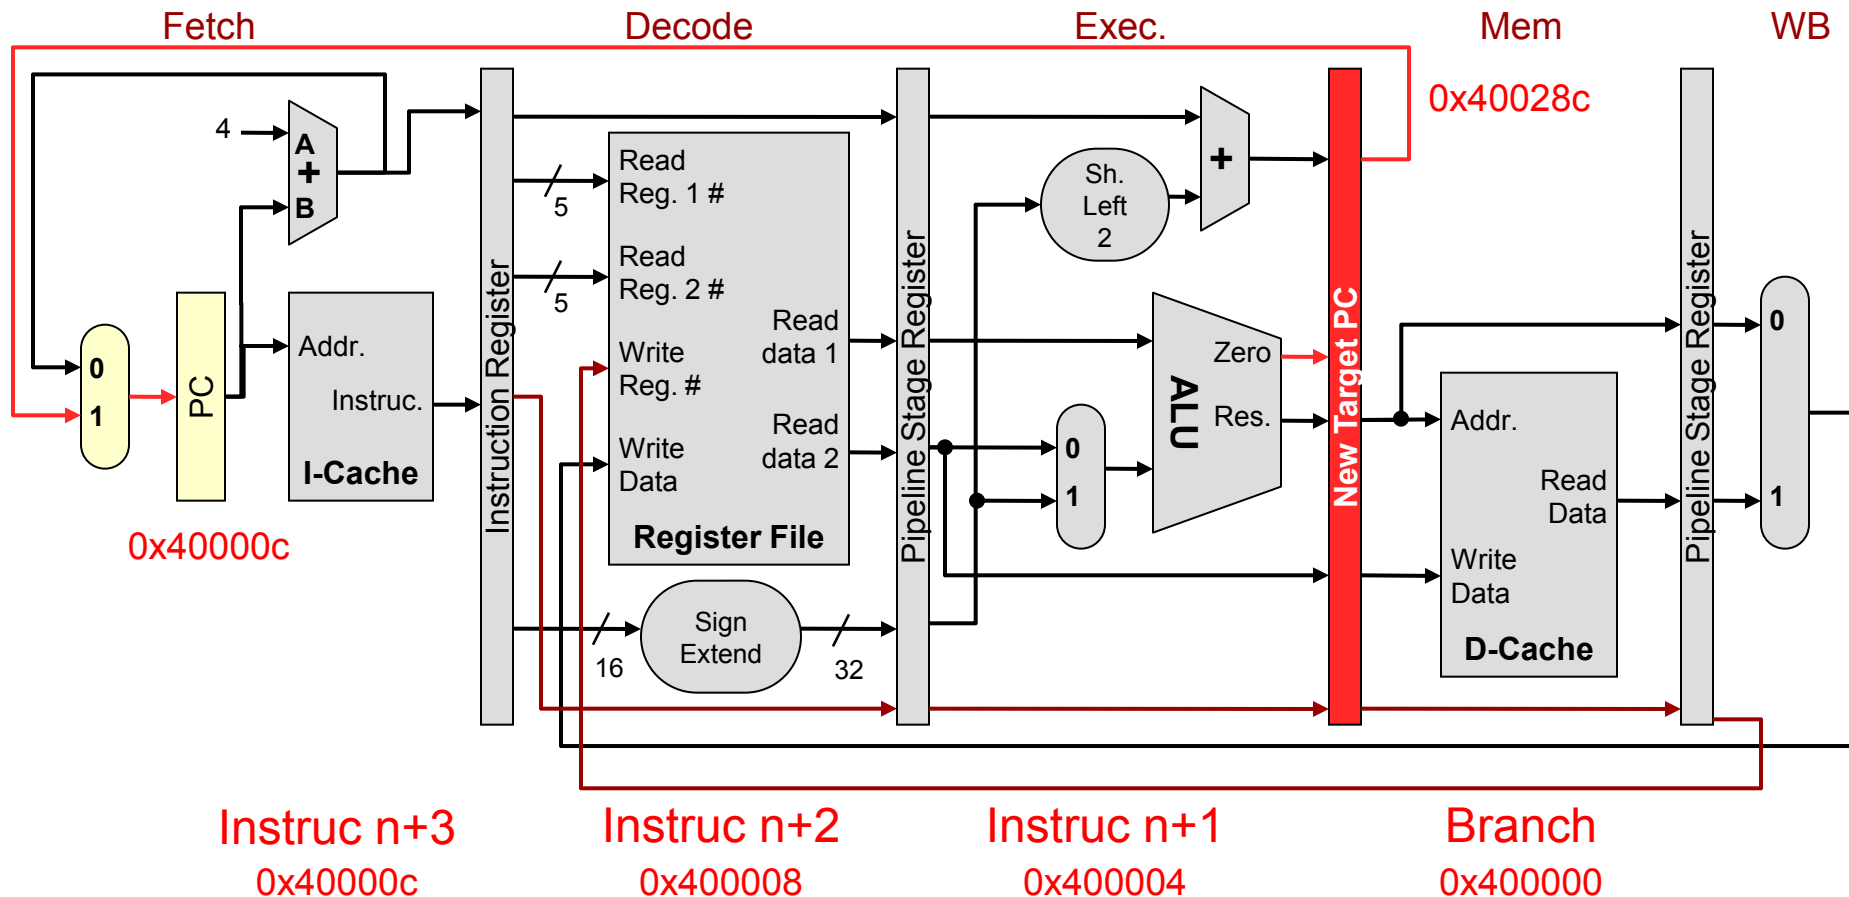 Fetch
Decode
Exec.
Mem
WB
0x40028c
4
A
+
B
0
1
PC
Addr.
Instruc.
I-Cache
0x40000c
Instruction Register
5
5
Read
Reg. 1 #
Read
Reg. 2 #
Write
Reg. #
Write
Data
Read
data 1
Read
data 2
Register File
16
Sign
Extend
32
Pipeline Stage Register
Sh.
Left
2
+
0
1
ALU
Zero
Res.
New Target PC
Addr.
Read
Data
Write
Data
D-Cache
Pipeline Stage Register
0
1
Instruc n+3
0x40000c
Instruc n+2
0x400008
Instruc n+1
0x400004
Branch
0x400000